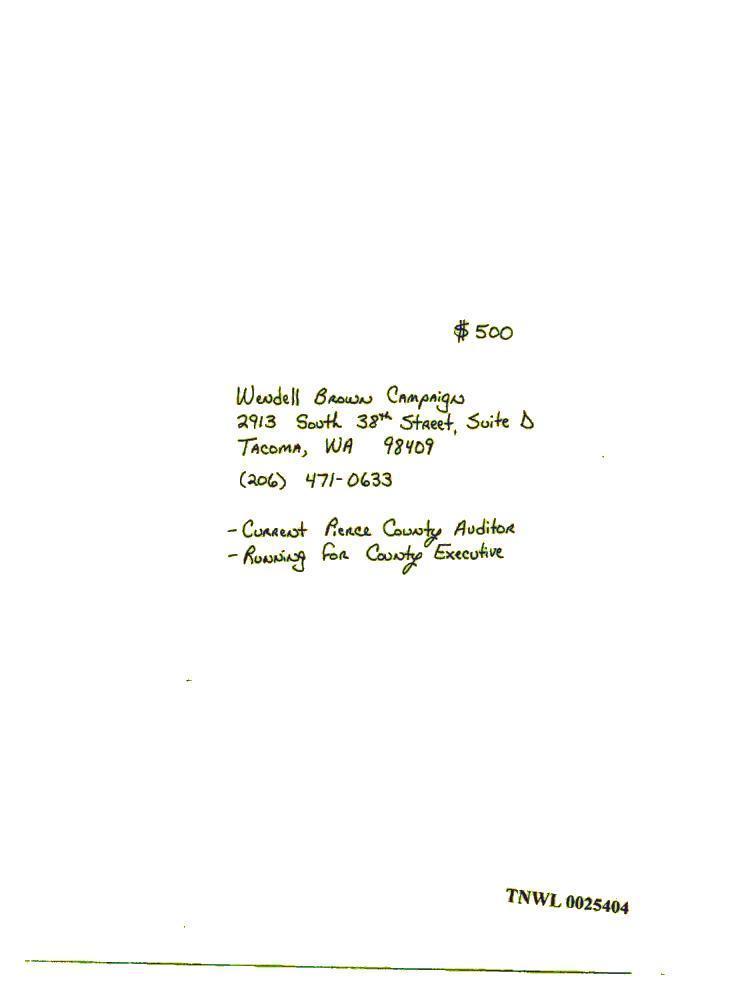 $500
Wendell Brown Campaign
2913 South 38th Street, Suite D
Tacoma, WA 98409
(206) 471-0633
- Current Pierce County Auditor
- Running for County Executive
TNWL 0025404